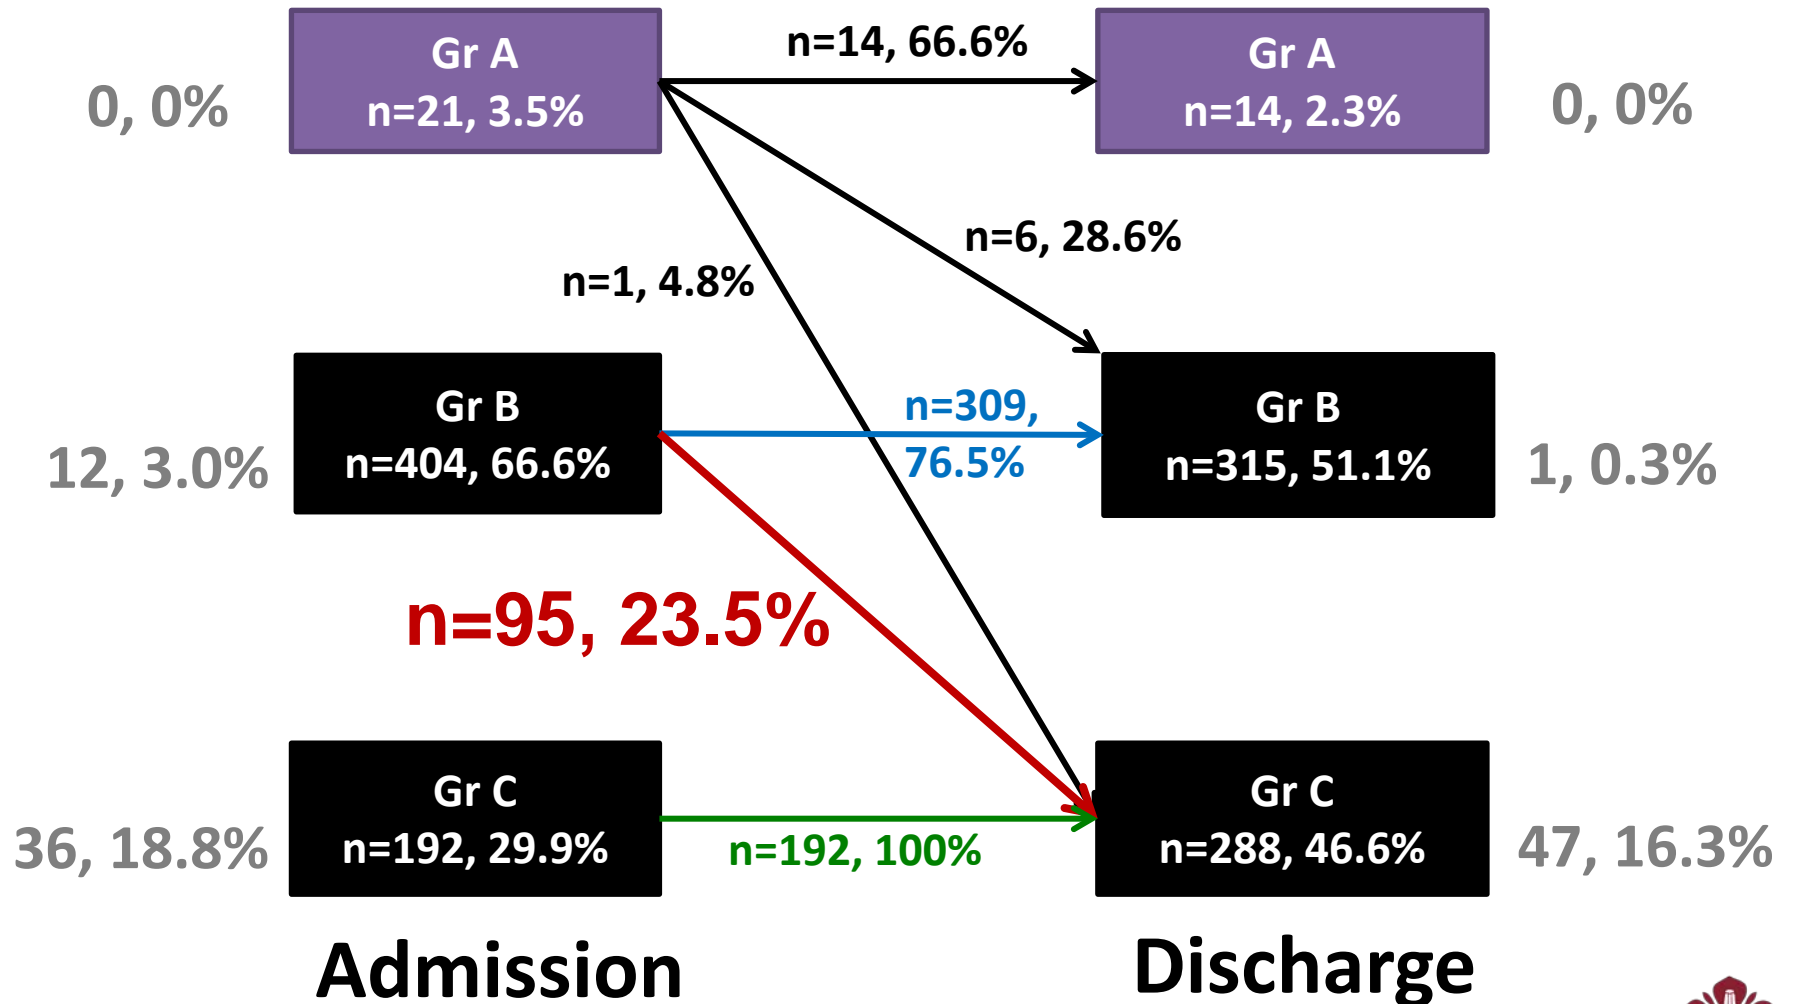 Gr A
n=21, 3.5%
0, 0%
n=14, 66.6%
Gr A
n=14, 2.3%
0, 0%
n=6, 28.6%
n=1, 4.8%
Gr B
n=404, 66.6%
12, 3.0%
n=309,
76.5%
Gr B
n=315, 51.1%
1, 0.3%
n=95, 23.5%
Gr C
n=192, 29.9%
36, 18.8%
n=192, 100%
Gr C
n=288, 46.6%
47, 16.3%
Admission
Discharge